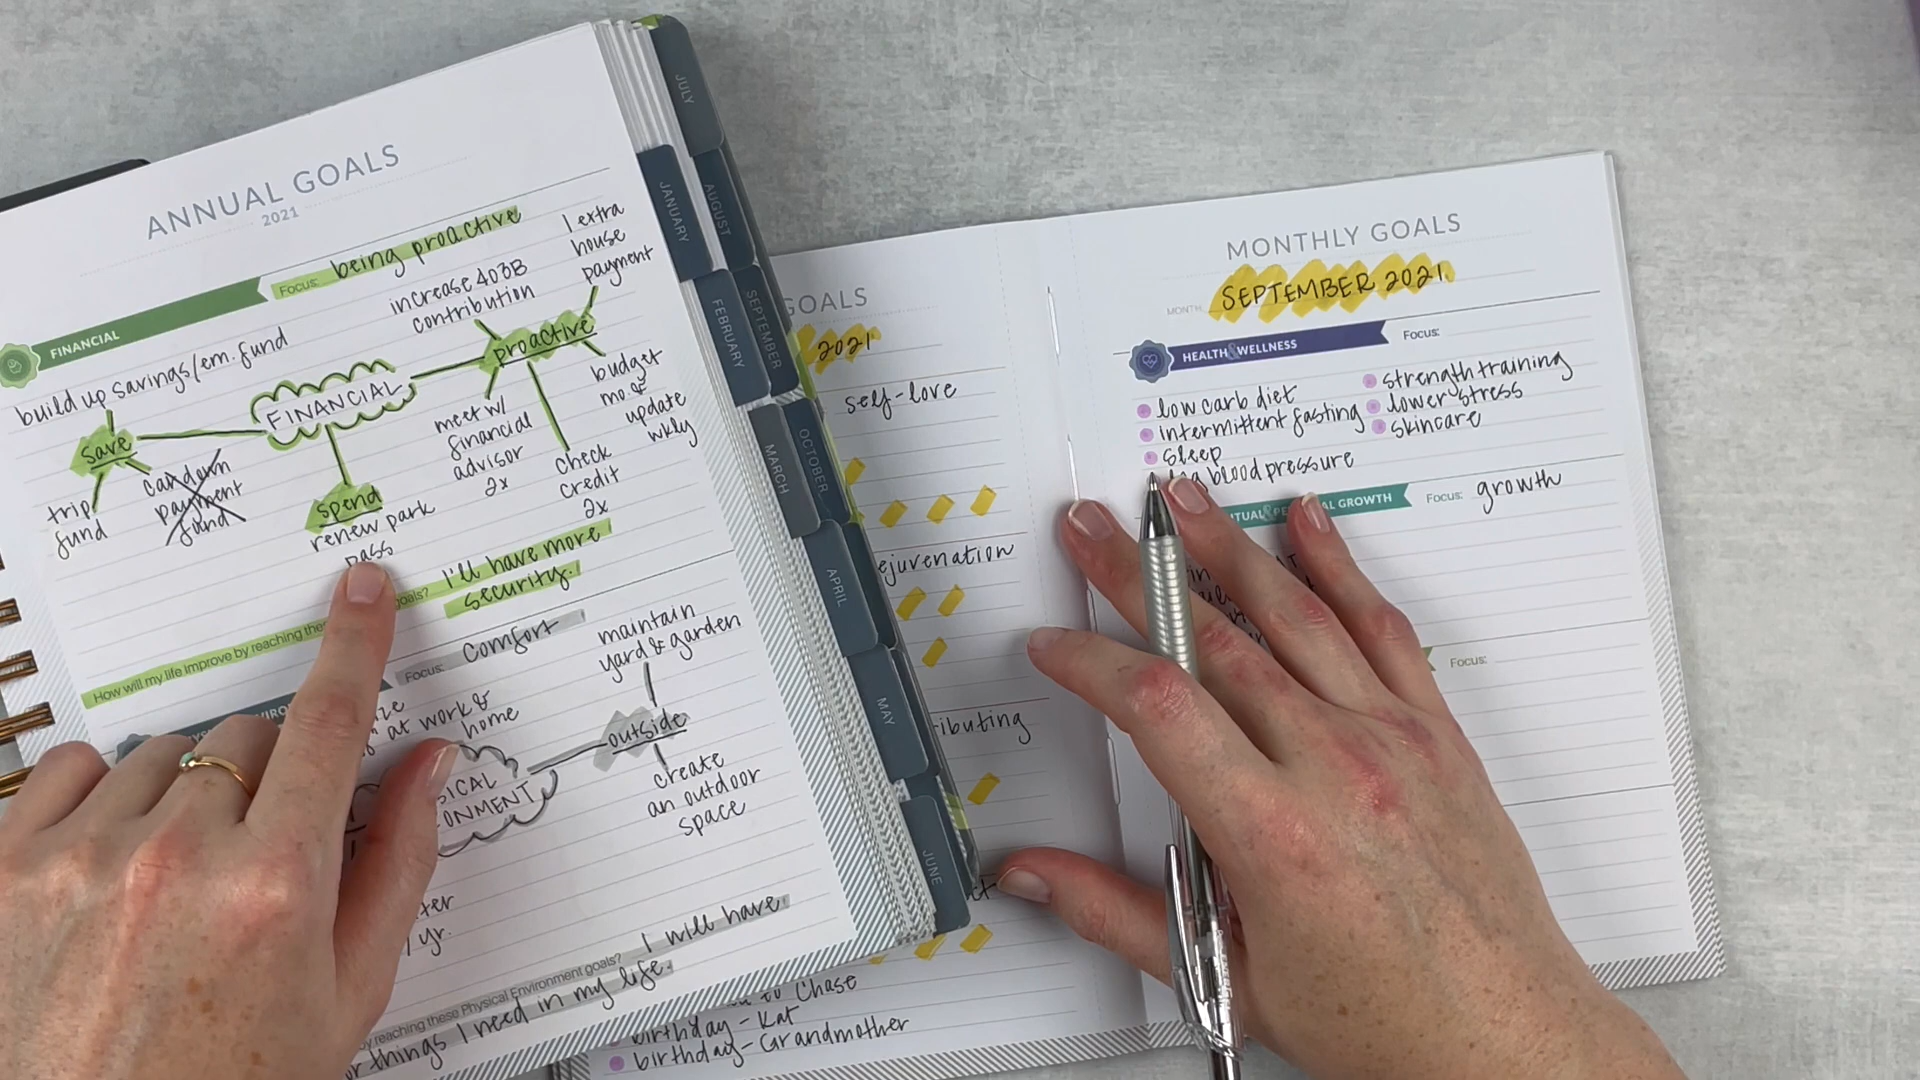 ANNUAL GOALS
2021
FINANCIAL
Focus: being proactive
build up savings/em. fund
increase 403B
contribution
1 extra
house
payment
FINANCIAL
proactive
save
trip
fund
car down
payment
fund
spend
renew park
pass
meet w/
financial
advisor
2x
check
credit
2x
budget
mo. &
update
wkly
How will my life improve by reaching these
goals?
I'll have more
security.
Focus: Comfort
at work &
home
maintain
yard & garden
outside
create
an outdoor
space
/yr.
reaching these Physical Environment goals?
I will have
things I need in my life.
JULY
AUGUST
SEPTEMBER
OCTOBER
JANUARY
FEBRUARY
MARCH
APRIL
MAY
JUNE
GOALS
2021
self-love
to Chase
birthday - Kat
birthday - Grandmother
MONTHLY GOALS
MONTH: SEPTEMBER 2021
HEALTH & WELLNESS
Focus:
low carb diet
intermittent fasting
sleep
blood pressure
strength training
lower stress
skincare
GROWTH
Focus: growth
Focus: